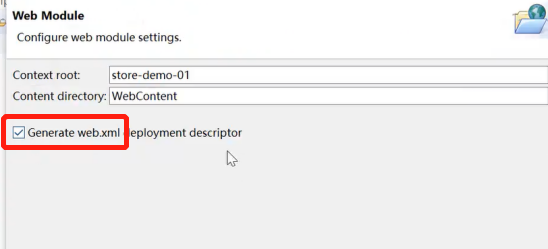 Web Module
Configure web module settings.
Context root: store-demo-01
Content directory: WebContent
Generate web.xml deployment descriptor